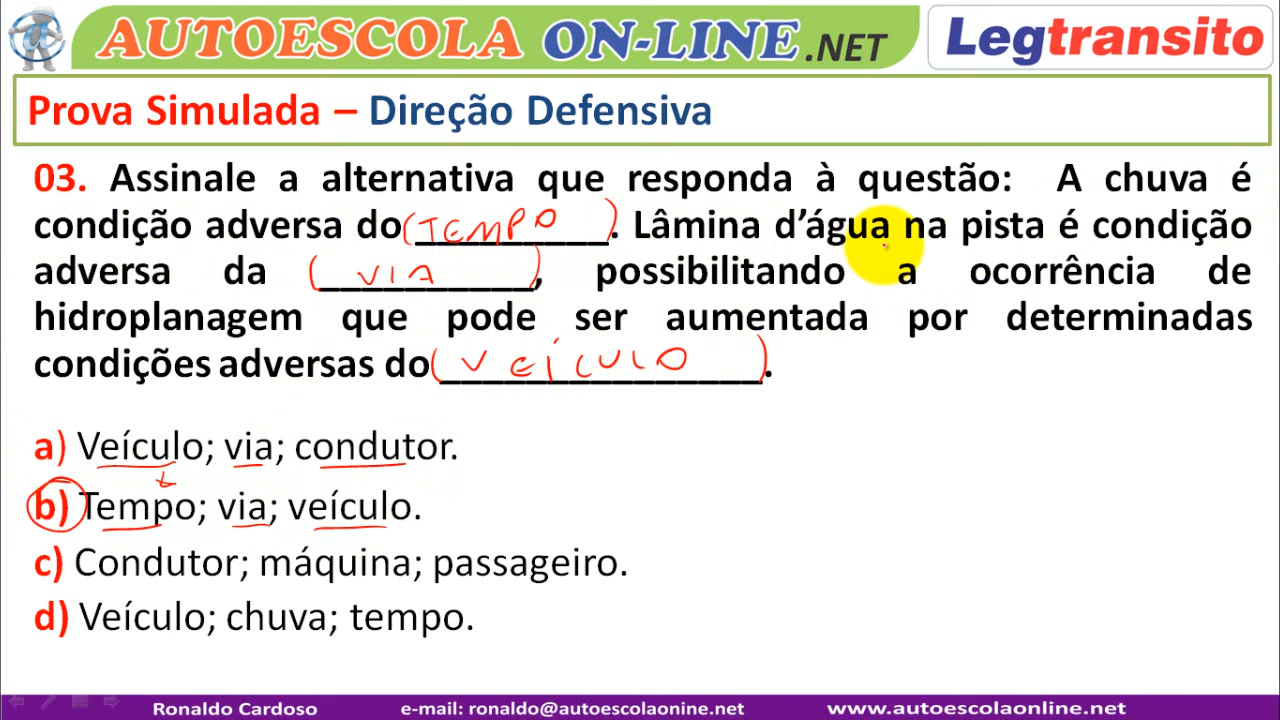 AUTOESCOLA ON-LINE.NET
Legtransito
Prova Simulada – Direção Defensiva
03. Assinale a alternativa que responda à questão: A chuva é
condição adversa do (TEMPO). Lâmina d’água na pista é condição
adversa da (VIA), possibilitando a ocorrência de
hidroplanagem que pode ser aumentada por determinadas
condições adversas do (VEÍCULO).
a) Veículo; via; condutor.
b) Tempo; via; veículo.
c) Condutor; máquina; passageiro.
d) Veículo; chuva; tempo.
Ronaldo Cardoso e-mail: ronaldo@autoescolaonine.net www.autoescolaonline.net